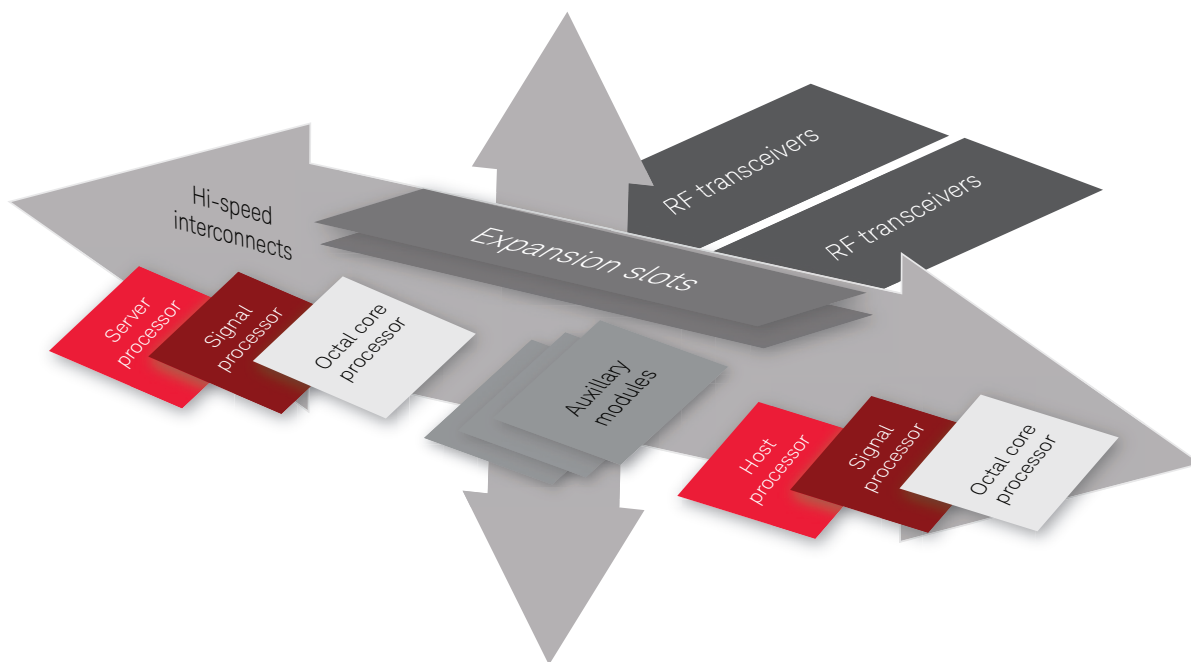 RF transceivers
RF transceivers
Hi-speed
interconnects
Expansion slots
Server
processor
Signal
processor
Octal core
processor
Auxillary
modules
Host
processor
Signal
processor
Octal core
processor